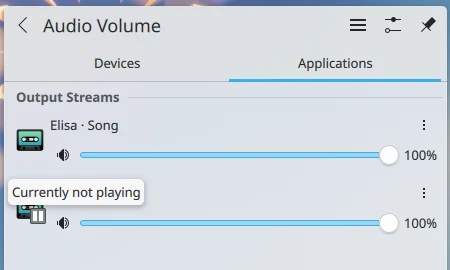 Audio Volume
Devices
Applications
Output Streams
Elisa · Song
100%
Currently not playing
100%